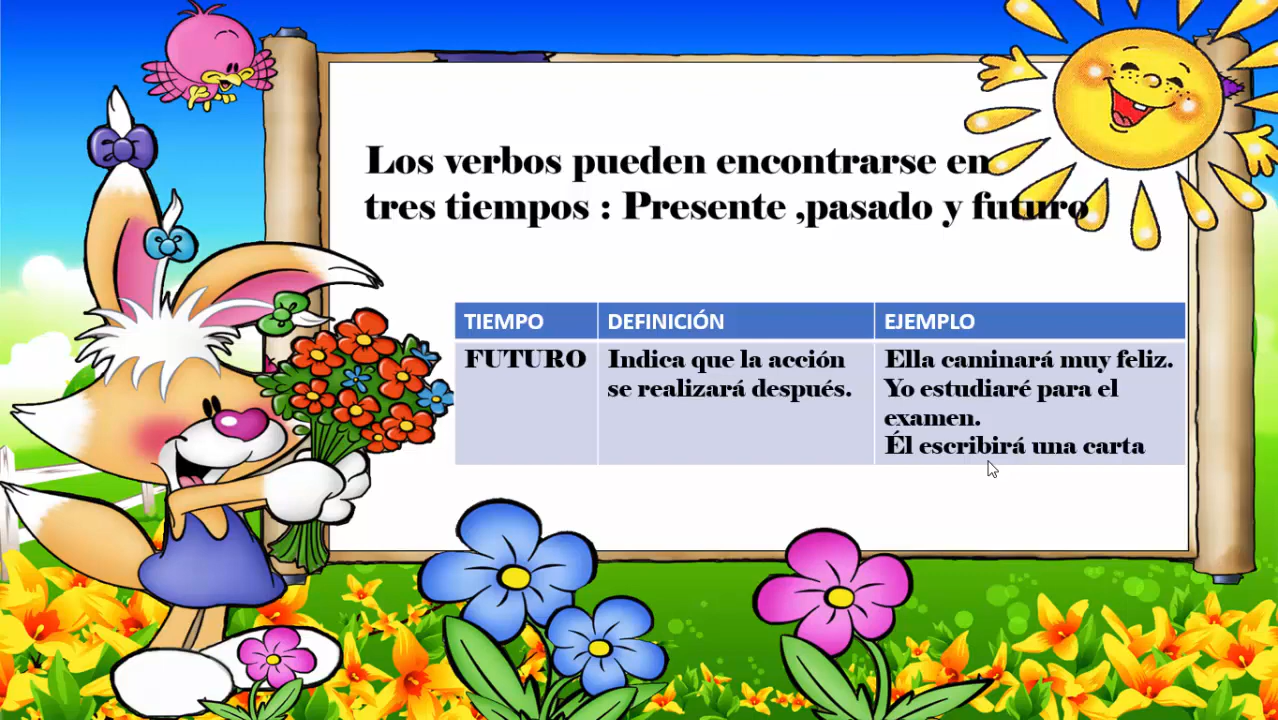 Los verbos pueden encontrarse en
tres tiempos : Presente ,pasado y futuro
TIEMPO DEFINICIÓN EJEMPLO
FUTURO Indica que la acción Ella caminará muy feliz.
se realizará después. Yo estudiaré para el
examen.
Él escribirá una carta